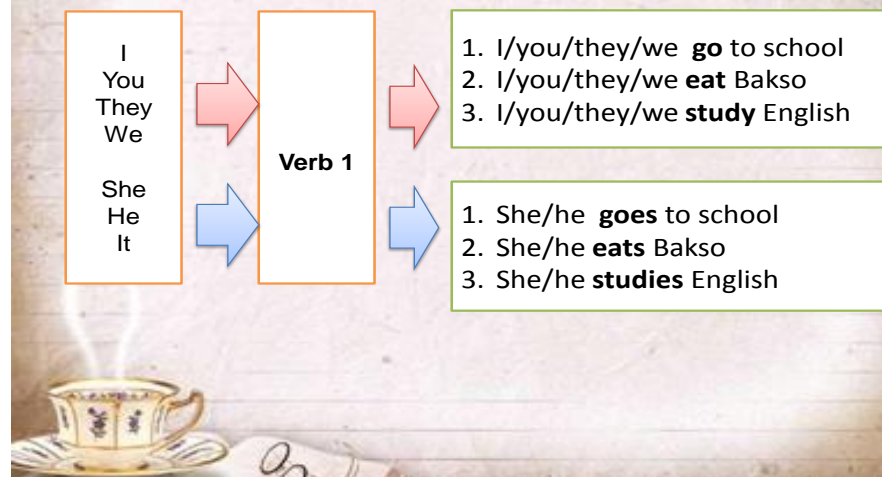 I
You
They
We
She
He
It
Verb 1
1. I/you/they/we go to school
2. I/you/they/we eat Bakso
3. I/you/they/we study English
1. She/he goes to school
2. She/he eats Bakso
3. She/he studies English